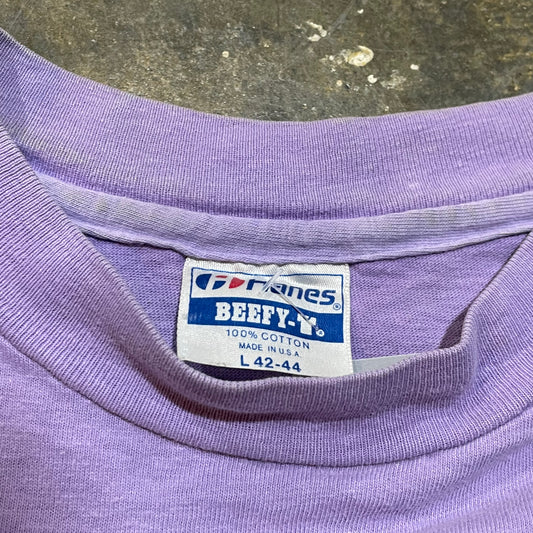 Hanes®
BEEFY-T®
100% COTTON
MADE IN U.S.A.
L 42-44